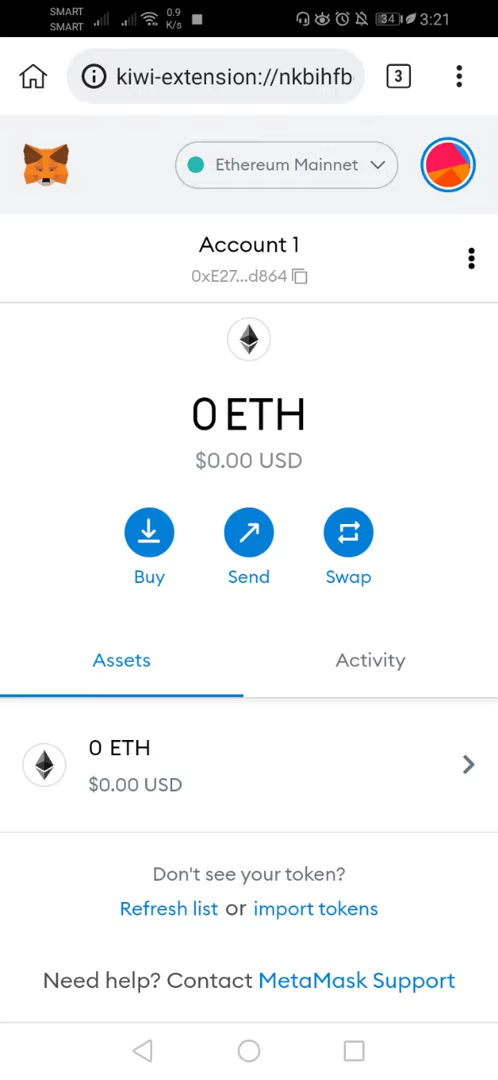 SMART
SMART
0.9
K/s
34
3:21
kiwi-extension://nkbihfb
3
Ethereum Mainnet
Account 1
0xE27...d864
0 ETH
$0.00 USD
Buy
Send
Swap
Assets
Activity
0 ETH
$0.00 USD
Don't see your token?
Refresh list or import tokens
Need help? Contact MetaMask Support